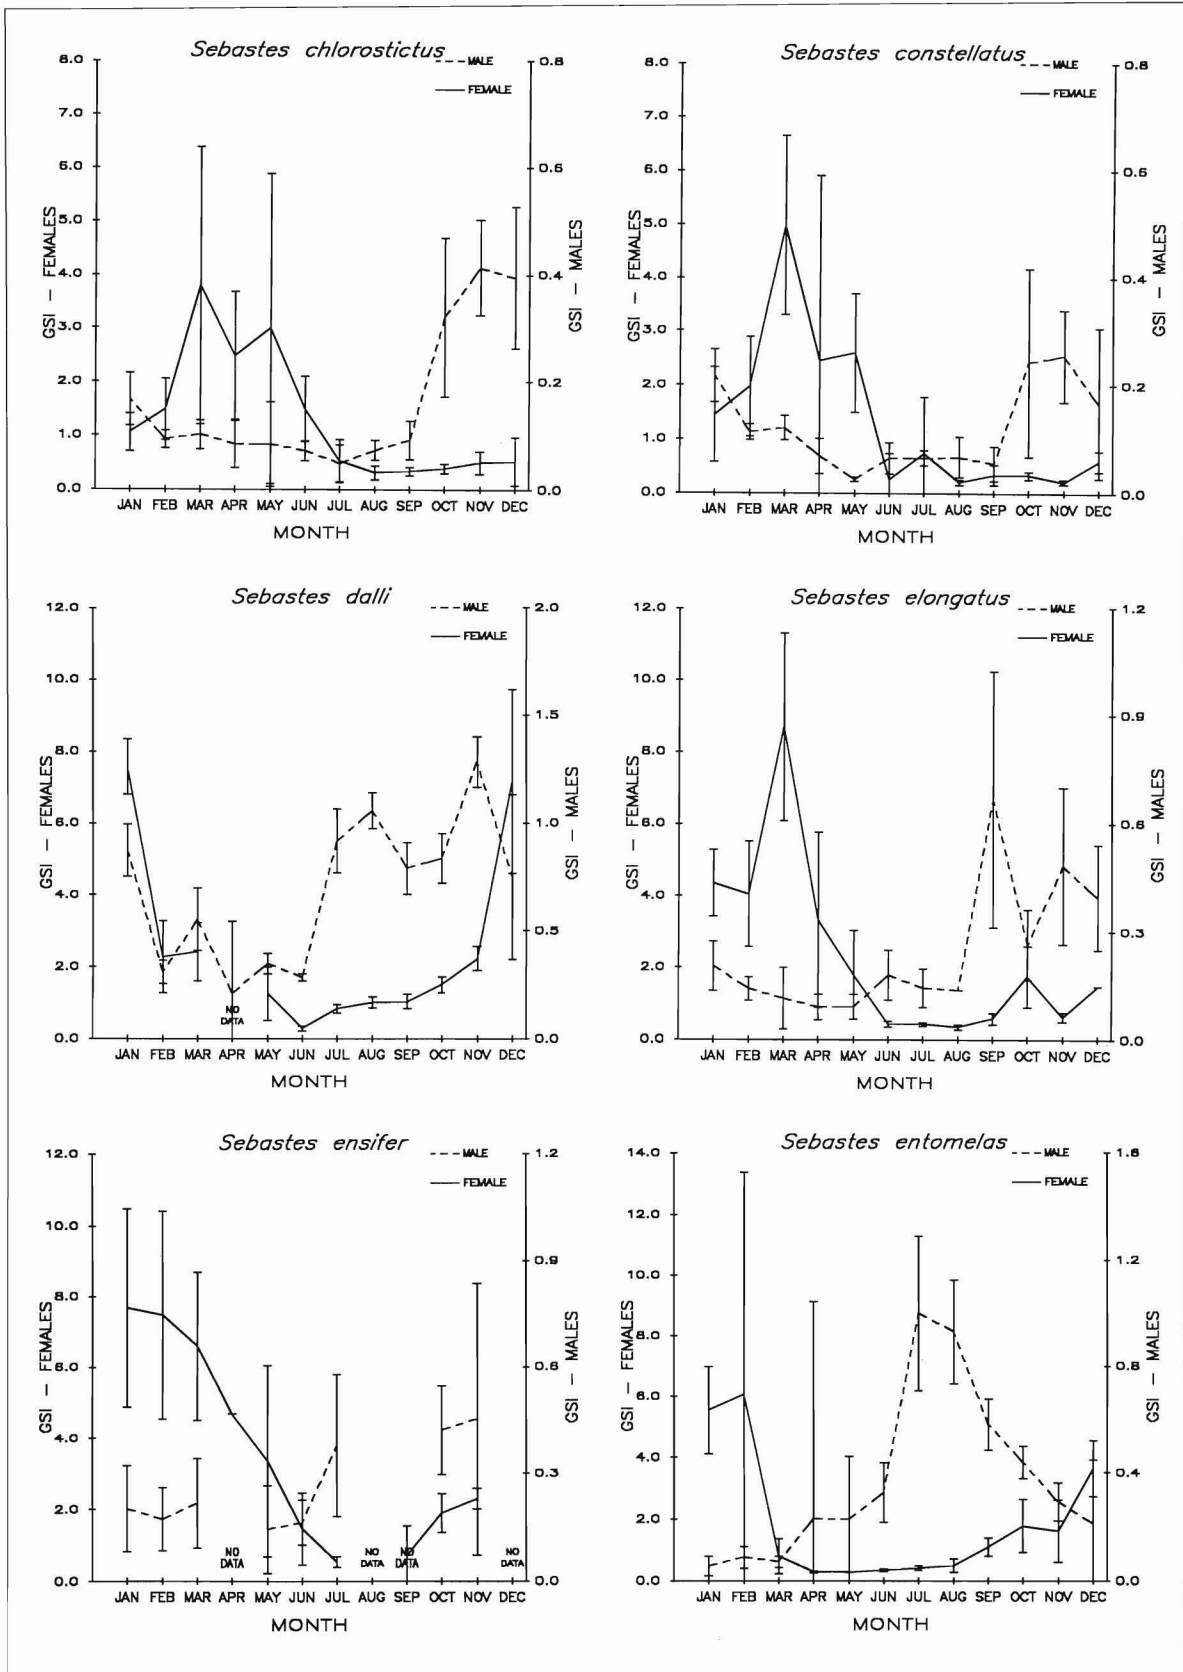 Sebastes chlorostictus
MALE
FEMALE
8.0
7.0
6.0
5.0
4.0
3.0
2.0
1.0
0.0
0.8
0.6
0.4
0.2
0.0
GSI — FEMALES
GSI — MALES
JAN FEB MAR APR MAY JUN JUL AUG SEP OCT NOV DEC
MONTH
Sebastes constellatus
MALE
FEMALE
8.0
7.0
6.0
5.0
4.0
3.0
2.0
1.0
0.0
0.8
0.6
0.4
0.2
0.0
GSI — FEMALES
GSI — MALES
JAN FEB MAR APR MAY JUN JUL AUG SEP OCT NOV DEC
MONTH
Sebastes dalli
MALE
FEMALE
12.0
10.0
8.0
6.0
4.0
2.0
0.0
2.0
1.5
1.0
0.5
0.0
GSI — FEMALES
GSI — MALES
NO
DATA
JAN FEB MAR APR MAY JUN JUL AUG SEP OCT NOV DEC
MONTH
Sebastes elongatus
MALE
FEMALE
12.0
10.0
8.0
6.0
4.0
2.0
0.0
1.2
0.9
0.6
0.3
0.0
GSI — FEMALES
GSI — MALES
JAN FEB MAR APR MAY JUN JUL AUG SEP OCT NOV DEC
MONTH
Sebastes ensifer
MALE
FEMALE
12.0
10.0
8.0
6.0
4.0
2.0
0.0
1.2
0.9
0.6
0.3
0.0
GSI — FEMALES
GSI — MALES
NO NO NO NO
DATA DATA DATA DATA
JAN FEB MAR APR MAY JUN JUL AUG SEP OCT NOV DEC
MONTH
Sebastes entomelas
MALE
FEMALE
14.0
12.0
10.0
8.0
6.0
4.0
2.0
0.0
1.6
1.2
0.8
0.4
0.0
GSI — FEMALES
GSI — MALES
JAN FEB MAR APR MAY JUN JUL AUG SEP OCT NOV DEC
MONTH